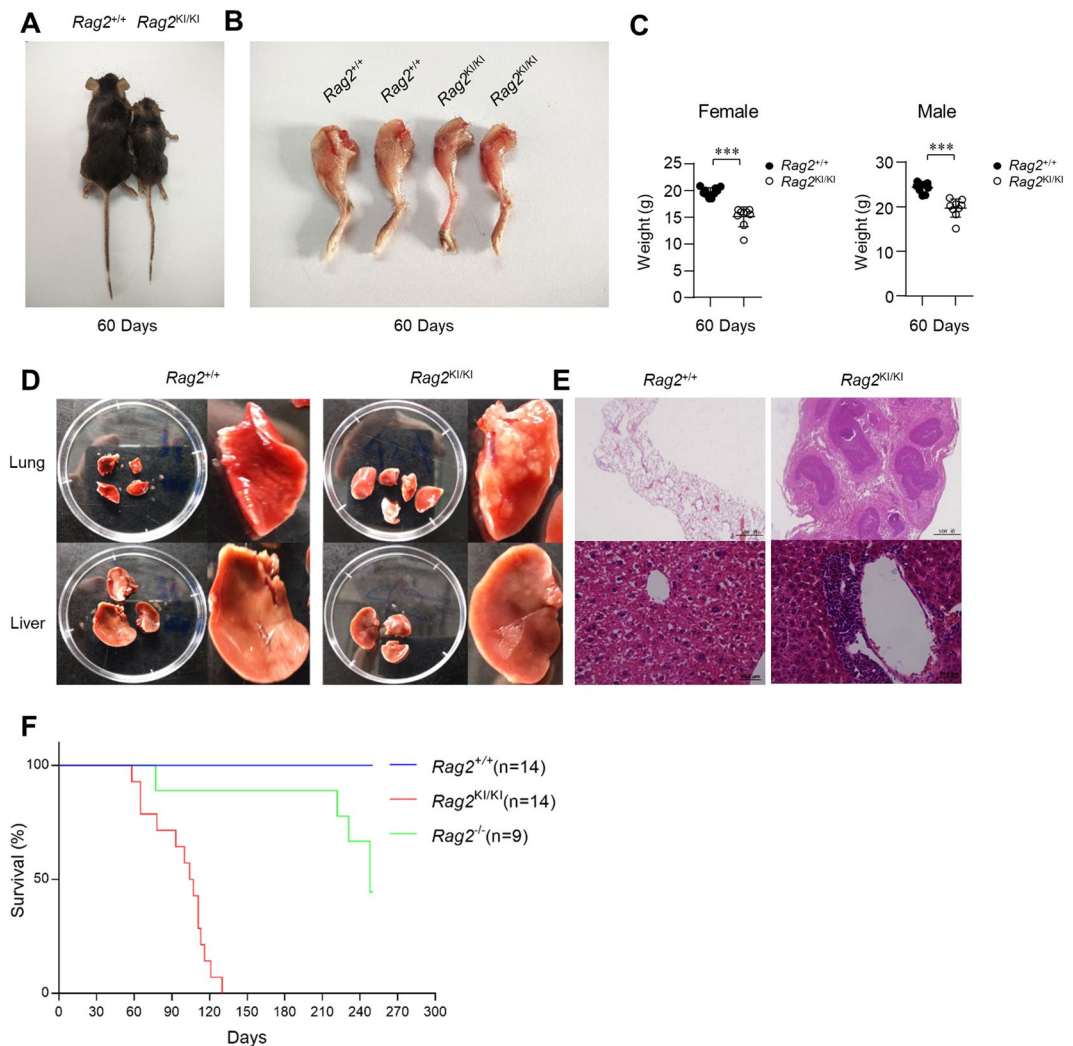 A
Rag2+/+ Rag2KI/KI
60 Days
B
Rag2+/+
Rag2+/+
Rag2KI/KI
Rag2KI/KI
60 Days
C
Female
***
Rag2+/+
Rag2KI/KI
Weight (g)
25
20
15
10
5
0
60 Days
Male
***
Rag2+/+
Rag2KI/KI
Weight (g)
30
20
10
0
60 Days
D
Rag2+/+ Rag2KI/KI
Lung
Liver
E
Rag2+/+ Rag2KI/KI
F
Survival (%)
100
50
0
0 30 60 90 120 150 180 210 240 270 300
Days
Rag2+/+(n=14)
Rag2KI/KI(n=14)
Rag2-/-(n=9)